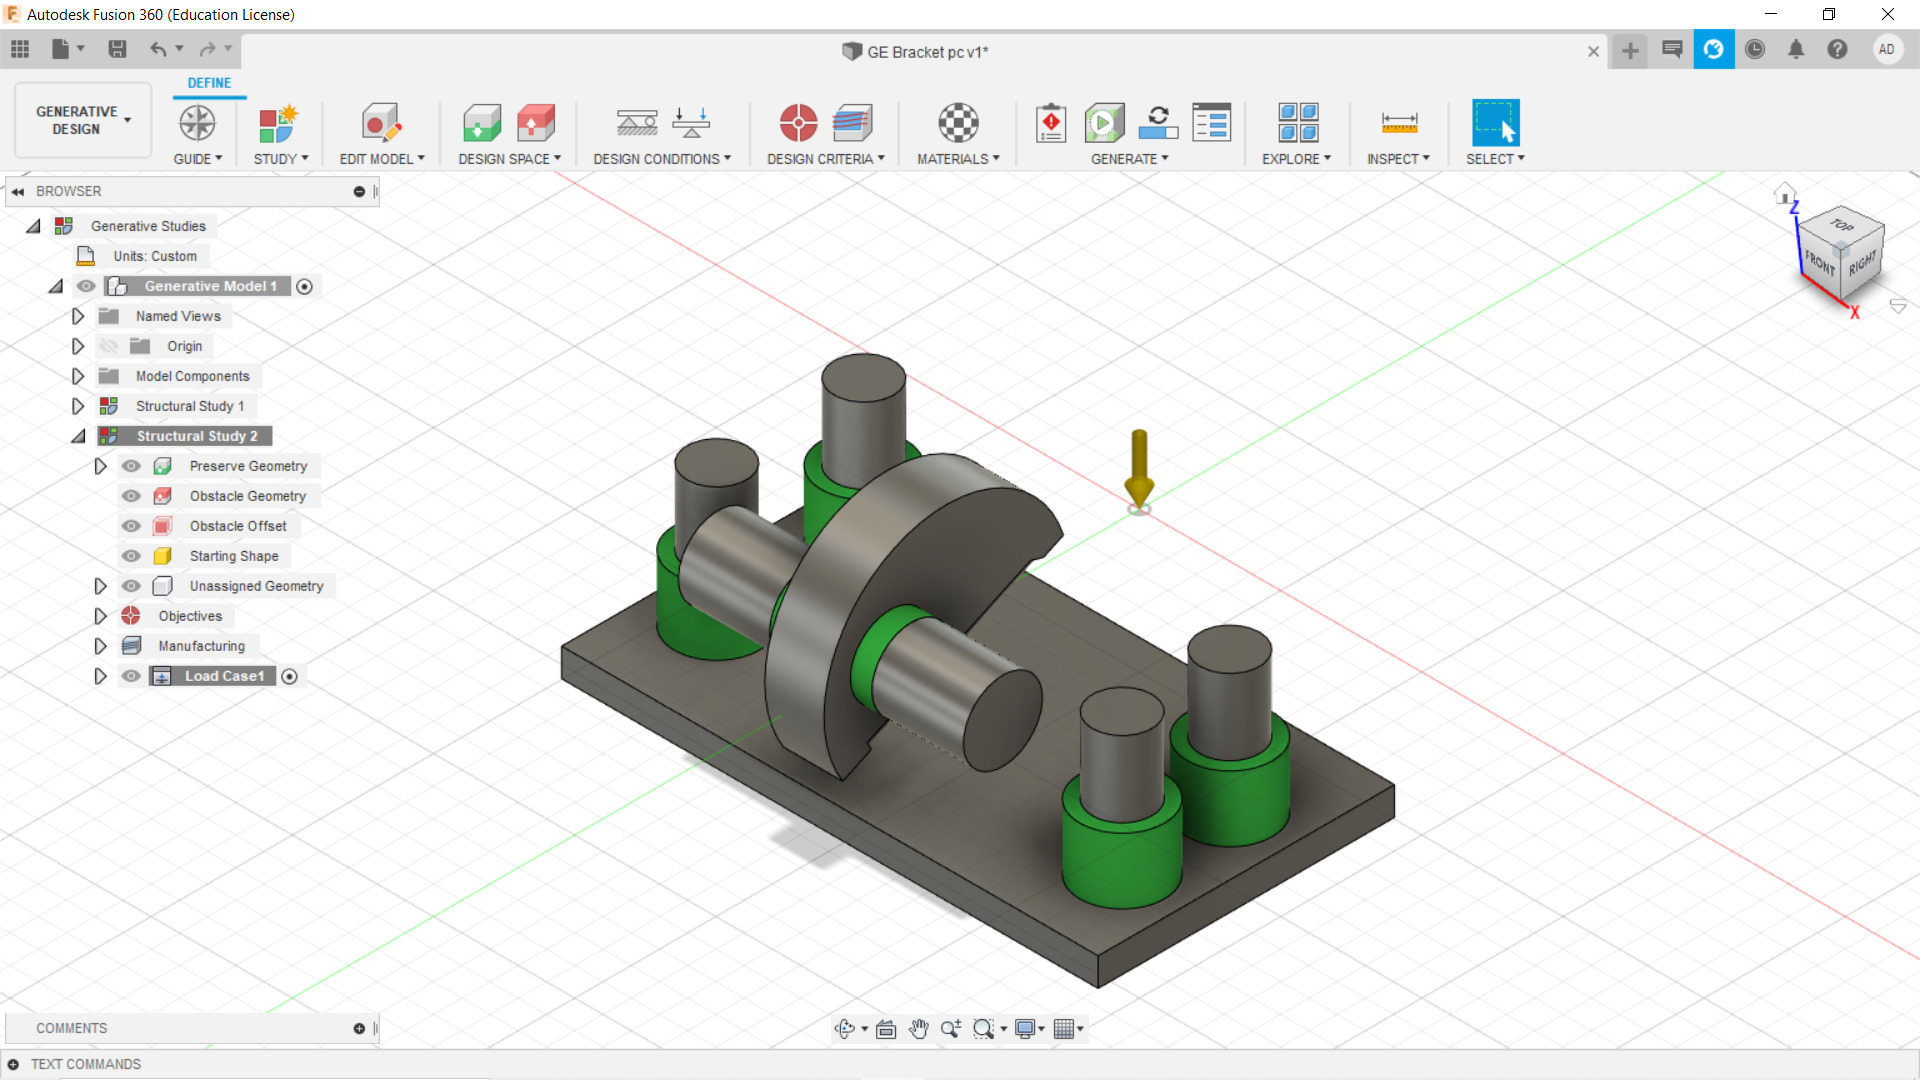 Autodesk Fusion 360 (Education License)
GE Bracket pc v1*
AD
DEFINE
GENERATIVE DESIGN
GUIDE
STUDY
EDIT MODEL
DESIGN SPACE
DESIGN CONDITIONS
DESIGN CRITERIA
MATERIALS
GENERATE
EXPLORE
INSPECT
SELECT
BROWSER
Generative Studies
Units: Custom
Generative Model 1
Named Views
Origin
Model Components
Structural Study 1
Structural Study 2
Preserve Geometry
Obstacle Geometry
Obstacle Offset
Starting Shape
Unassigned Geometry
Objectives
Manufacturing
Load Case1
Z
TOP
FRONT
RIGHT
X
COMMENTS
TEXT COMMANDS